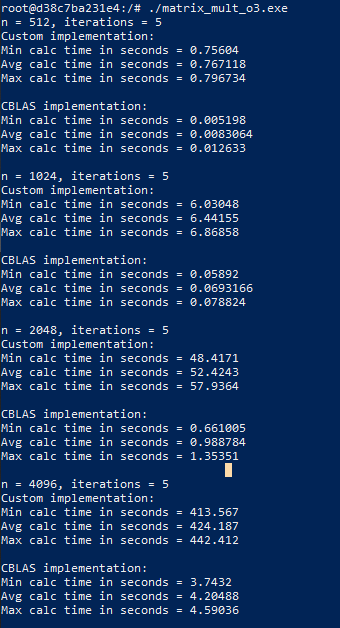 root@d38c7ba231e4:/# ./matrix_mult_o3.exe
n = 512, iterations = 5
Custom implementation:
Min calc time in seconds = 0.75604
Avg calc time in seconds = 0.767118
Max calc time in seconds = 0.796734

CBLAS implementation:
Min calc time in seconds = 0.005198
Avg calc time in seconds = 0.0083064
Max calc time in seconds = 0.012633

n = 1024, iterations = 5
Custom implementation:
Min calc time in seconds = 6.03048
Avg calc time in seconds = 6.44155
Max calc time in seconds = 6.86858

CBLAS implementation:
Min calc time in seconds = 0.05892
Avg calc time in seconds = 0.0693166
Max calc time in seconds = 0.078824

n = 2048, iterations = 5
Custom implementation:
Min calc time in seconds = 48.4171
Avg calc time in seconds = 52.4243
Max calc time in seconds = 57.9364

CBLAS implementation:
Min calc time in seconds = 0.661005
Avg calc time in seconds = 0.988784
Max calc time in seconds = 1.35351

n = 4096, iterations = 5
Custom implementation:
Min calc time in seconds = 413.567
Avg calc time in seconds = 424.187
Max calc time in seconds = 442.412

CBLAS implementation:
Min calc time in seconds = 3.7432
Avg calc time in seconds = 4.20488
Max calc time in seconds = 4.59036